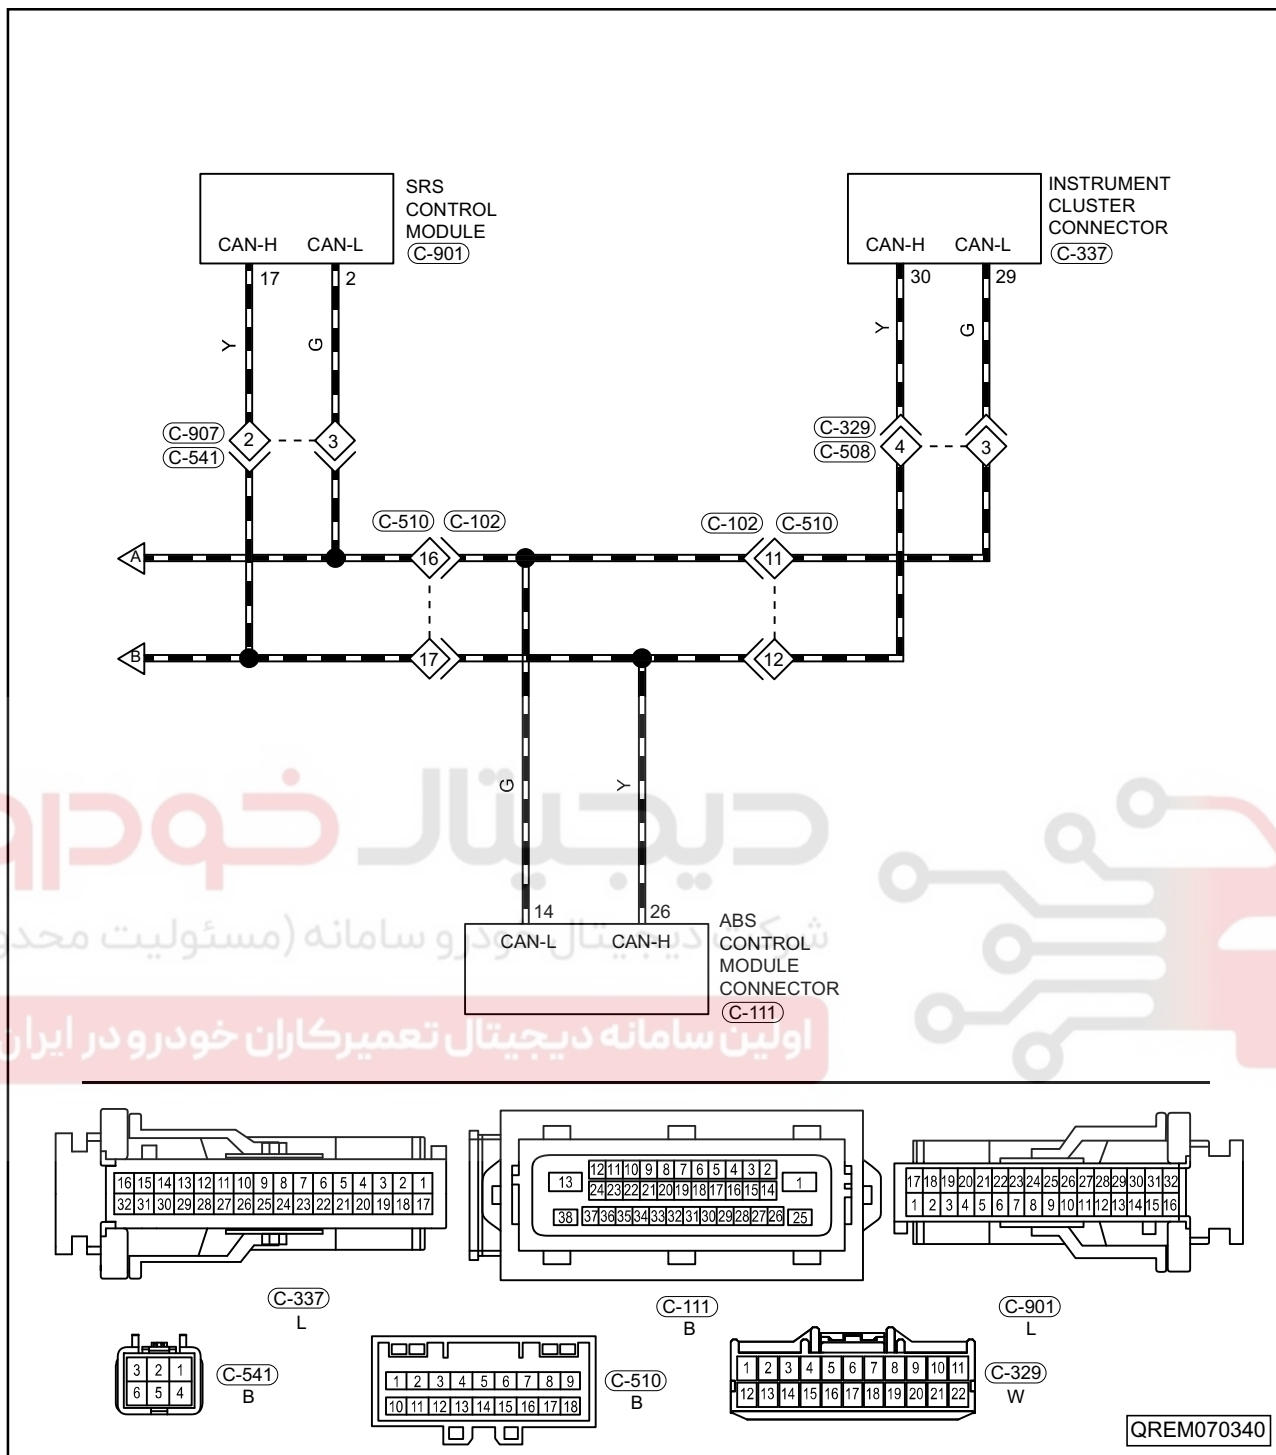 SRS
CONTROL
MODULE
C-901
CAN-H CAN-L
17 2
Y G
INSTRUMENT
CLUSTER
CONNECTOR
C-337
CAN-H CAN-L
30 29
Y G
C-907
C-541
2 3
C-329
C-508
4 3
C-510 C-102
C-102 C-510
A 16 11
B 17 12
G Y
دیجیتال خودرو
شرکت دیجیتال خودرو سامانه (مسئولیت محدو
14 26
CAN-L CAN-H
ABS
CONTROL
MODULE
CONNECTOR
C-111
اولین سامانه دیجیتال تعمیرکاران خودرو در ایران
16 15 14 13 12 11 10 9 8 7 6 5 4 3 2 1
32 31 30 29 28 27 26 25 24 23 22 21 20 19 18 17
C-337
L
12 11 10 9 8 7 6 5 4 3 2
13 1
24 23 22 21 20 19 18 17 16 15 14
38 37 36 35 34 33 32 31 30 29 28 27 26 25
C-111
B
17 18 19 20 21 22 23 24 25 26 27 28 29 30 31 32
1 2 3 4 5 6 7 8 9 10 11 12 13 14 15 16
C-901
L
3 2 1
6 5 4
C-541
B
1 2 3 4 5 6 7 8 9
10 11 12 13 14 15 16 17 18
C-510
B
1 2 3 4 5 6 7 8 9 10 11
12 13 14 15 16 17 18 19 20 21 22
C-329
W
QREM070340